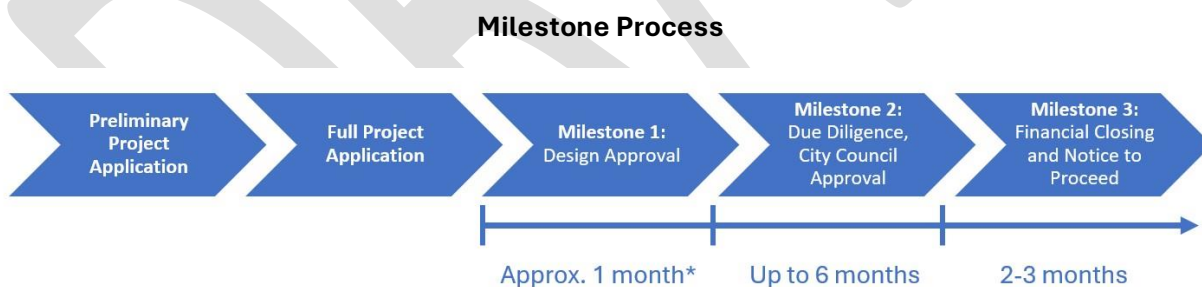 Milestone Process
Preliminary
Project
Application
Full Project
Application
Milestone 1:
Design Approval
Milestone 2:
Due Diligence,
City Council
Approval
Milestone 3:
Financial Closing
and Notice to
Proceed
Approx. 1 month*
Up to 6 months
2-3 months